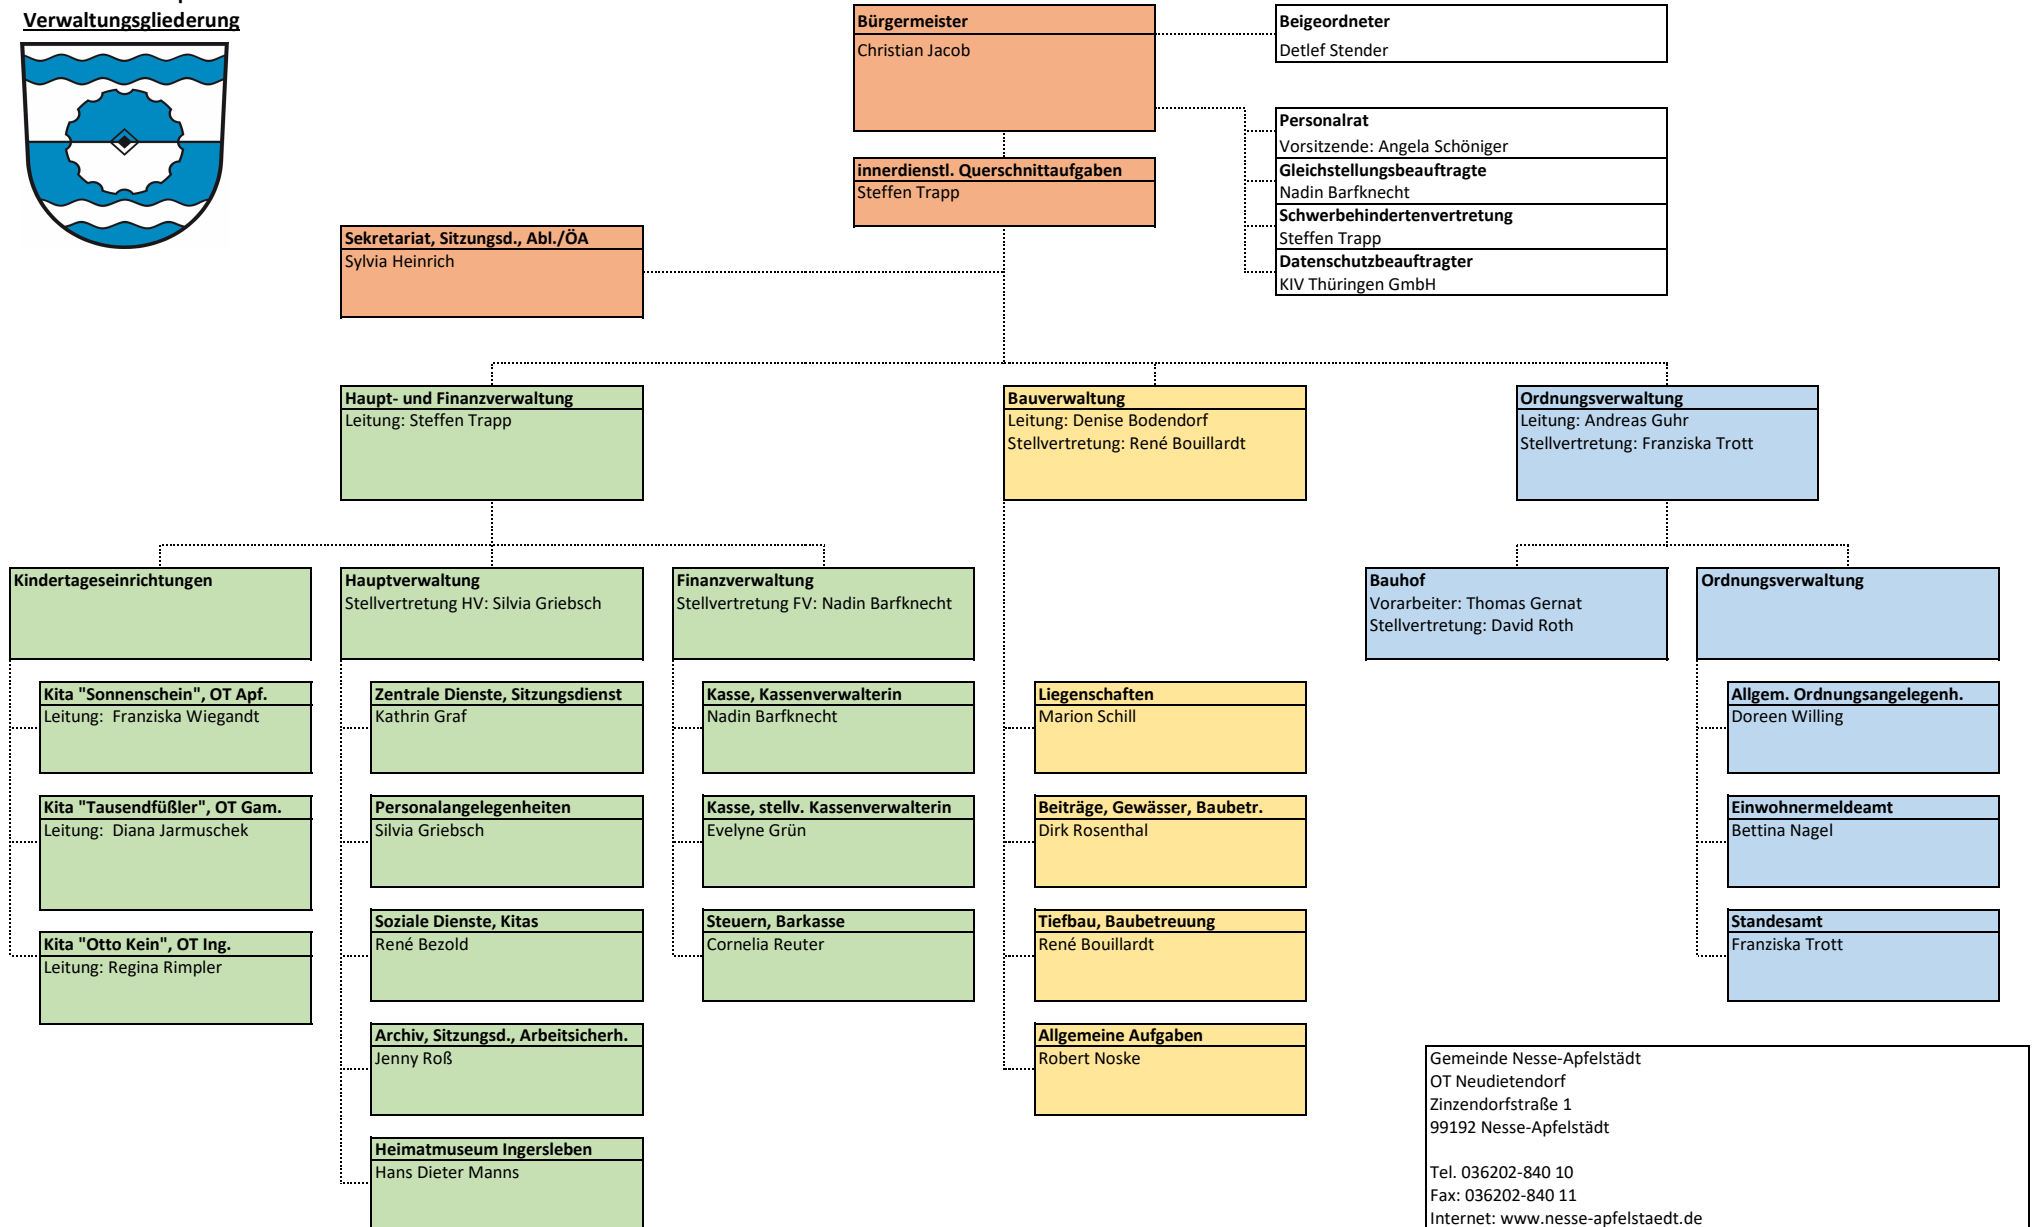 Verwaltungsgliederung
Bürgermeister
Christian Jacob
Beigeordneter
Detlef Stender
Personalrat
Vorsitzende: Angela Schöniger
Gleichstellungsbeauftragte
Nadin Barfknecht
Schwerbehindertenvertretung
Steffen Trapp
Datenschutzbeauftragter
KIV Thüringen GmbH
innerdienstl. Querschnittaufgaben
Steffen Trapp
Sekretariat, Sitzungsd., Abl./ÖA
Sylvia Heinrich
Haupt- und Finanzverwaltung
Leitung: Steffen Trapp
Bauverwaltung
Leitung: Denise Bodendorf
Stellvertretung: René Bouillardt
Ordnungsverwaltung
Leitung: Andreas Guhr
Stellvertretung: Franziska Trott
Kindertageseinrichtungen
Kita "Sonnenschein", OT Apf.
Leitung:  Franziska Wiegandt
Kita "Tausendfüßler", OT Gam.
Leitung:  Diana Jarmuschek
Kita "Otto Kein", OT Ing.
Leitung: Regina Rimpler
Hauptverwaltung
Stellvertretung HV: Silvia Griebsch
Zentrale Dienste, Sitzungsdienst
Kathrin Graf
Personalangelegenheiten
Silvia Griebsch
Soziale Dienste, Kitas
René Bezold
Archiv, Sitzungsd., Arbeitsicherh.
Jenny Roß
Heimatmuseum Ingersleben
Hans Dieter Manns
Finanzverwaltung
Stellvertretung FV: Nadin Barfknecht
Kasse, Kassenverwalterin
Nadin Barfknecht
Kasse, stellv. Kassenverwalterin
Evelyne Grün
Steuern, Barkasse
Cornelia Reuter
Liegenschaften
Marion Schill
Beiträge, Gewässer, Baubetr.
Dirk Rosenthal
Tiefbau, Baubetreuung
René Bouillardt
Allgemeine Aufgaben
Robert Noske
Bauhof
Vorarbeiter: Thomas Gernat
Stellvertretung: David Roth
Ordnungsverwaltung
Allgem. Ordnungsangelegenh.
Doreen Willing
Einwohnermeldeamt
Bettina Nagel
Standesamt
Franziska Trott
Gemeinde Nesse-Apfelstädt
OT Neudietendorf
Zinzendorfstraße 1
99192 Nesse-Apfelstädt
Tel. 036202-840 10
Fax: 036202-840 11
Internet: www.nesse-apfelstaedt.de